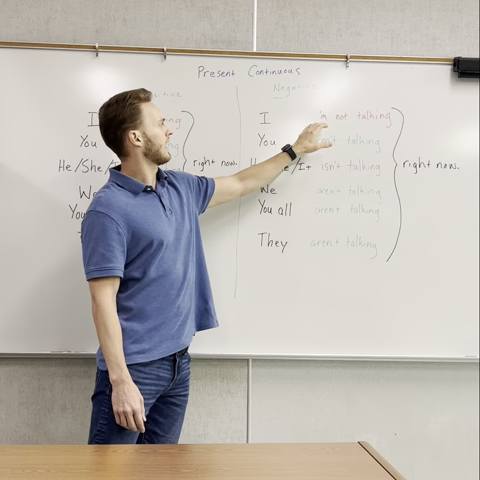 Present Continuous
Negative
I
You
He/She/I
right now.
We
You
I 'm not talking
You talking
/It isn't talking
right now.
We aren't talking
You all aren't talking
They aren't talking